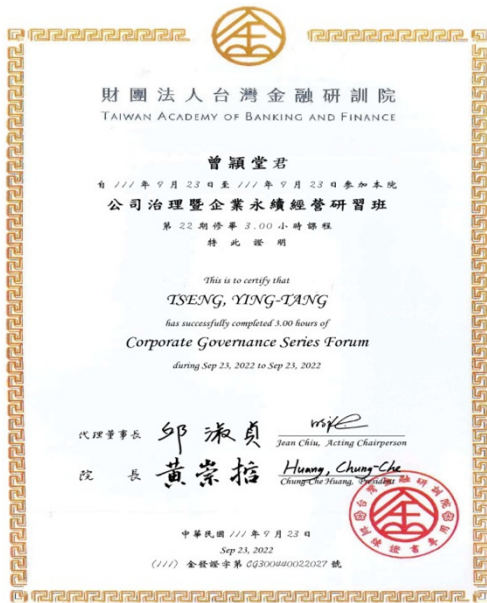 財團法人台灣金融研訓院
TAIWAN ACADEMY OF BANKING AND FINANCE
曾穎堂君
自 111 年 9 月 23 日至 111 年 9 月 23 日參加本院
公司治理暨企業永續經營研習班
第 22 期修畢 3.00 小時課程
特此證明
This is to certify that
TSENG, YING-TANG
has successfully completed 3.00 hours of
Corporate Governance Series Forum
during Sep 23, 2022 to Sep 23, 2022
代理董事長 邱淑貞
Jean Chiu, Acting Chairperson
院長 黃崇哲 Huang, Chung-Che
Chung-Che Huang, President
中華民國 111 年 9 月 23 日
Sep 23, 2022
(111) 金發證字第 CG300440022027 號